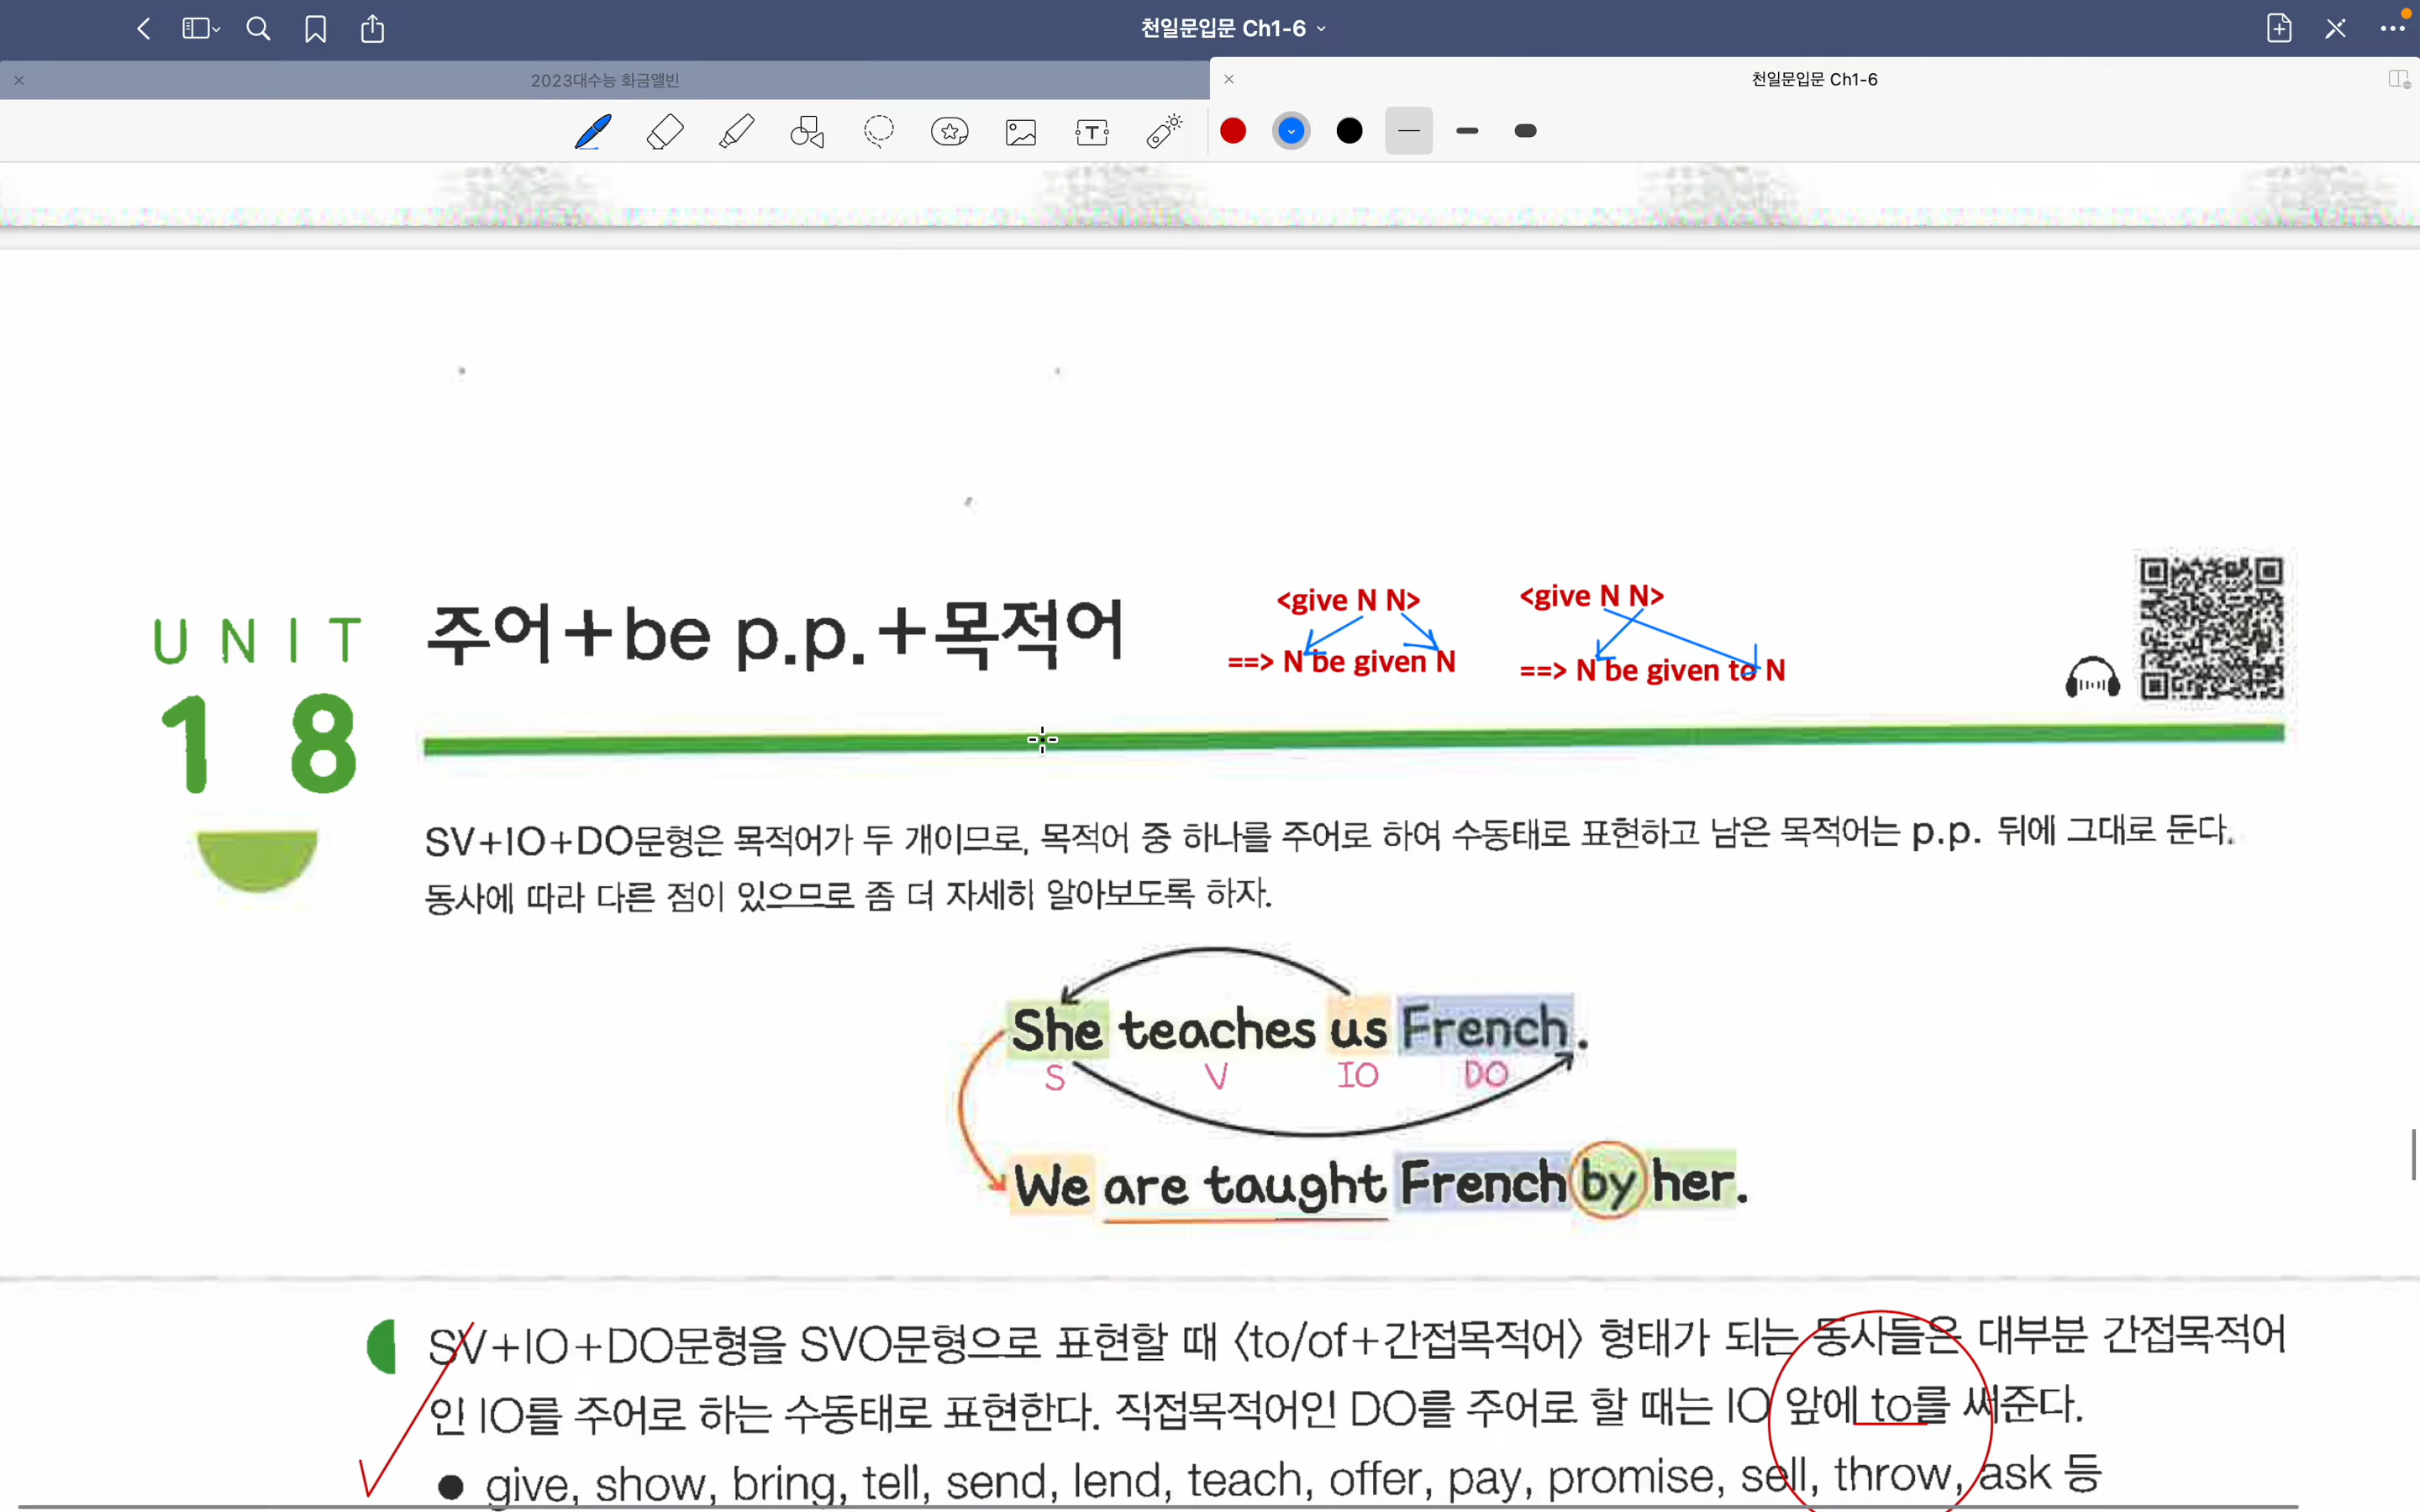 천일문입문 Ch1-6
2023대수능 화금앨빈
천일문입문 Ch1-6
T
UNIT
18
주어+be p.p.+목적어
<give N N>
==> N be given N
<give N N>
==> N be given to N
SV+IO+DO문형은 목적어가 두 개이므로, 목적어 중 하나를 주어로 하여 수동태로 표현하고 남은 목적어는 p.p. 뒤에 그대로 둔다.
동사에 따라 다른 점이 있으므로 좀 더 자세히 알아보도록 하자.
She teaches us French.
S V IO DO
We are taught French by her.
SV+IO+DO문형을 SVO문형으로 표현할 때 〈to/of+간접목적어〉 형태가 되는 동사들은 대부분 간접목적어
인 IO를 주어로 하는 수동태로 표현한다. 직접목적어인 DO를 주어로 할 때는 IO 앞에 to를 써준다.
● give, show, bring, tell, send, lend, teach, offer, pay, promise, sell, throw, ask 등